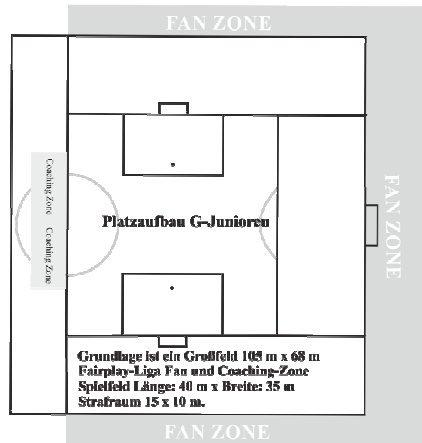 FAN ZONE
Coaching Zone Coaching Zone
Platzaufbau G-Junioren
FAN ZONE
Grundlage ist ein Großfeld 105 m x 68 m
Fairplay-Liga Fan und Coaching-Zone
Spielfeld Länge: 40 m x Breite: 35 m
Strafraum 15 x 10 m.
FAN ZONE